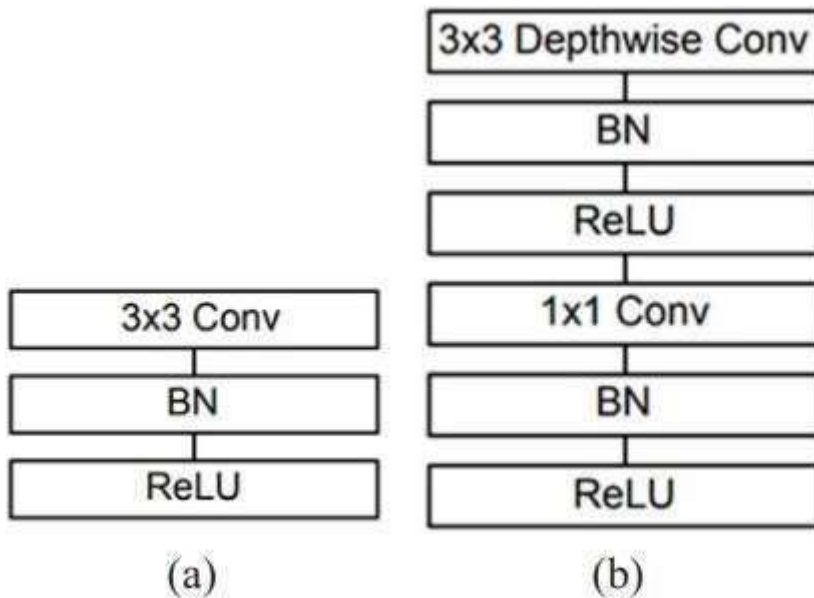 3x3 Conv
BN
ReLU
(a)
3x3 Depthwise Conv
BN
ReLU
1x1 Conv
BN
ReLU
(b)